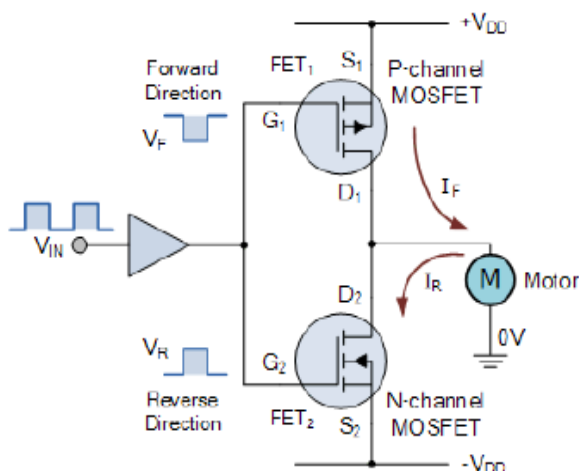 +VDD
S1
Forward
Direction
FET1
P-channel
MOSFET
G1
VF
IF
D1
VIN
D2
IR
M
Motor
VR
G2
0V
Reverse
Direction
FET2
S2
N-channel
MOSFET
-VDD